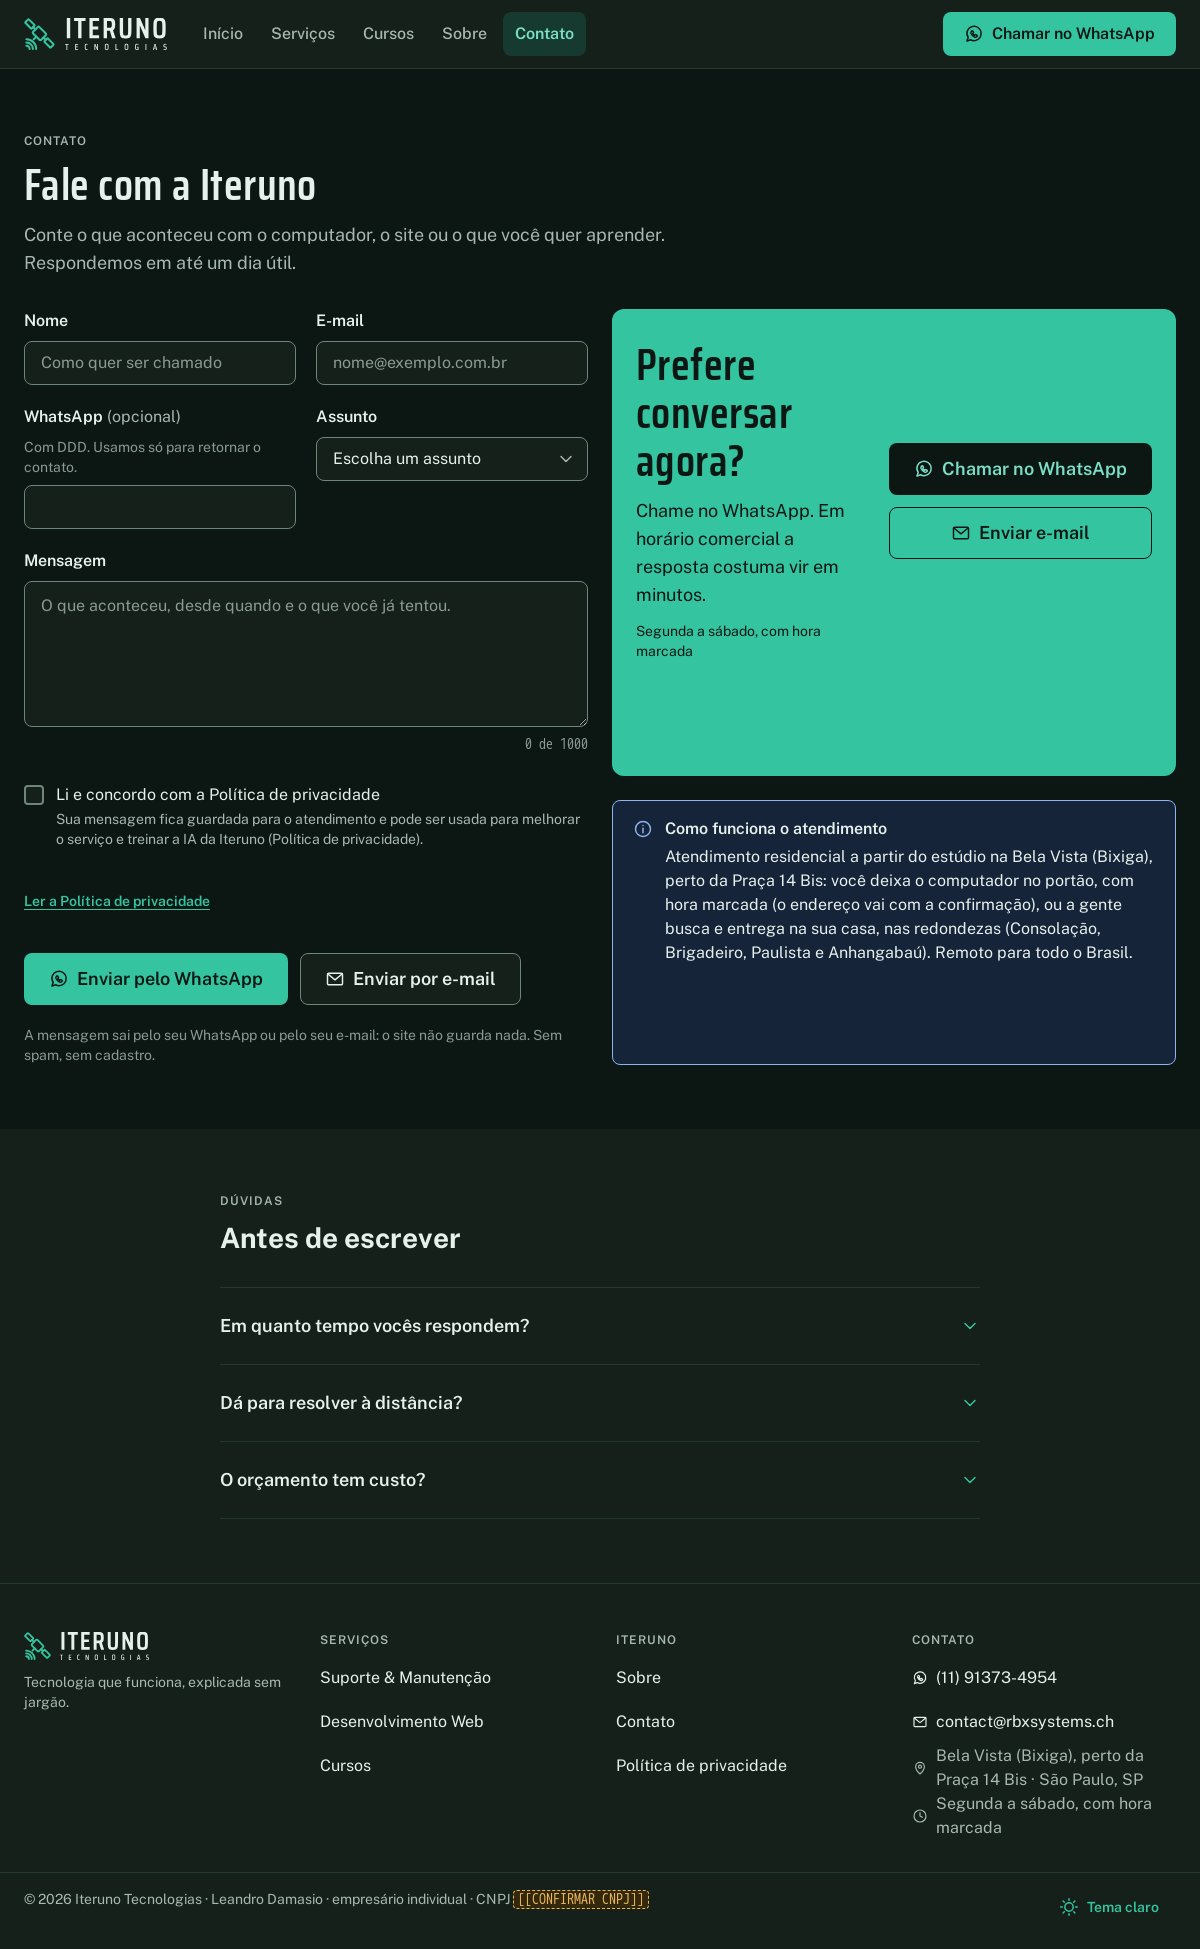 ITERUNO
TECNOLOGIAS
Início
Serviços
Cursos
Sobre
Contato
Chamar no WhatsApp
CONTATO
Fale com a Iteruno
Conte o que aconteceu com o computador, o site ou o que você quer aprender.
Respondemos em até um dia útil.
Nome
Como quer ser chamado
E-mail
nome@exemplo.com.br
WhatsApp (opcional)
Com DDD. Usamos só para retornar o
contato.
Assunto
Escolha um assunto
Mensagem
O que aconteceu, desde quando e o que você já tentou.
0 de 1000
Li e concordo com a Política de privacidade
Sua mensagem fica guardada para o atendimento e pode ser usada para melhorar
o serviço e treinar a IA da Iteruno (Política de privacidade).
Ler a Política de privacidade
Enviar pelo WhatsApp
Enviar por e-mail
A mensagem sai pelo seu WhatsApp ou pelo seu e-mail: o site não guarda nada. Sem
spam, sem cadastro.
Prefere
conversar
agora?
Chame no WhatsApp. Em
horário comercial a
resposta costuma vir em
minutos.
Segunda a sábado, com hora
marcada
Chamar no WhatsApp
Enviar e-mail
Como funciona o atendimento
Atendimento residencial a partir do estúdio na Bela Vista (Bixiga),
perto da Praça 14 Bis: você deixa o computador no portão, com
hora marcada (o endereço vai com a confirmação), ou a gente
busca e entrega na sua casa, nas redondezas (Consolação,
Brigadeiro, Paulista e Anhangabaú). Remoto para todo o Brasil.
DÚVIDAS
Antes de escrever
Em quanto tempo vocês respondem?
Dá para resolver à distância?
O orçamento tem custo?
ITERUNO
TECNOLOGIAS
Tecnologia que funciona, explicada sem
jargão.
SERVIÇOS
Suporte & Manutenção
Desenvolvimento Web
Cursos
ITERUNO
Sobre
Contato
Política de privacidade
CONTATO
(11) 91373-4954
contact@rbxsystems.ch
Bela Vista (Bixiga), perto da
Praça 14 Bis · São Paulo, SP
Segunda a sábado, com hora
marcada
© 2026 Iteruno Tecnologias · Leandro Damasio · empresário individual · CNPJ [[CONFIRMAR CNPJ]]
Tema claro